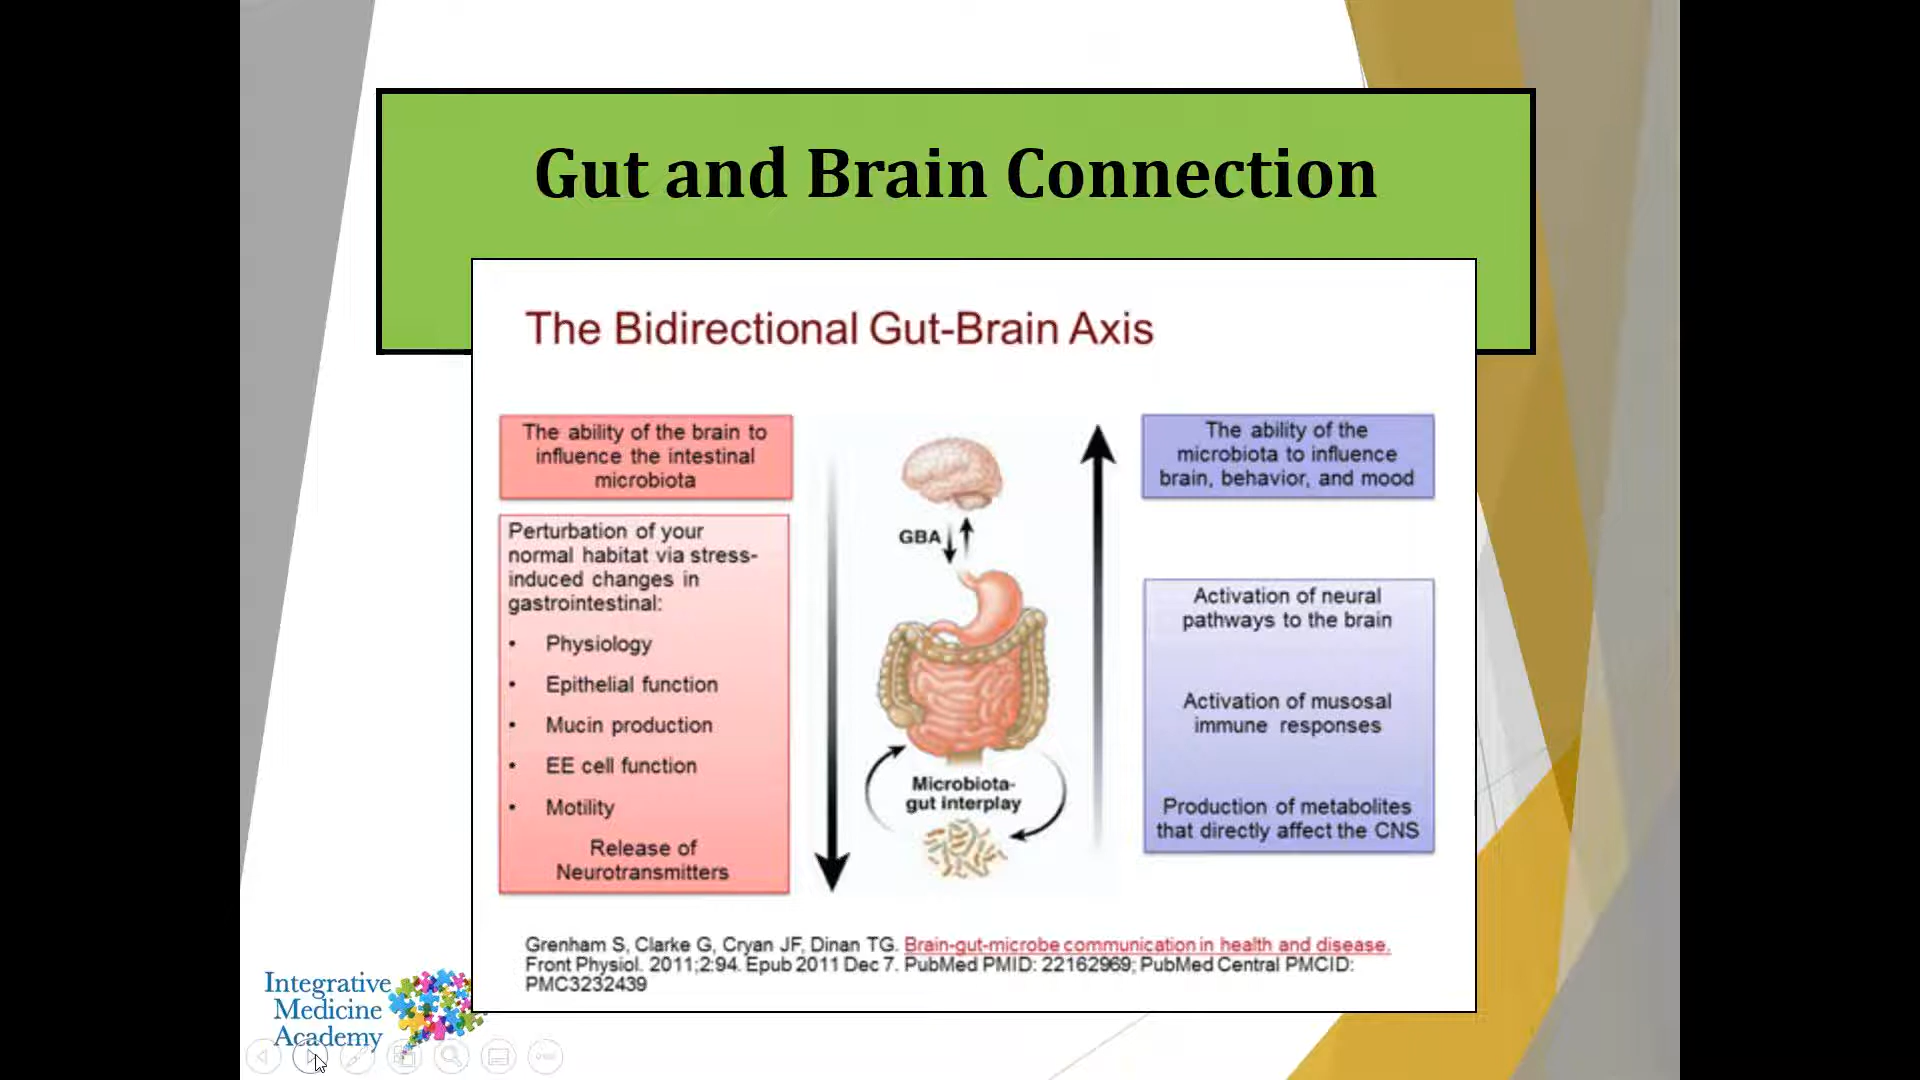 Gut and Brain Connection
The Bidirectional Gut-Brain Axis
The ability of the brain to
influence the intestinal
microbiota
Perturbation of your
normal habitat via stress-
induced changes in
gastrointestinal:
• Physiology
• Epithelial function
• Mucin production
• EE cell function
• Motility
Release of
Neurotransmitters
GBA
Microbiota-
gut interplay
The ability of the
microbiota to influence
brain, behavior, and mood
Activation of neural
pathways to the brain
Activation of musosal
immune responses
Production of metabolites
that directly affect the CNS
Grenham S, Clarke G, Cryan JF, Dinan TG. Brain-gut-microbe communication in health and disease.
Front Physiol. 2011;2:94. Epub 2011 Dec 7. PubMed PMID: 22162969; PubMed Central PMCID:
PMC3232439
Integrative
Medicine
Academy